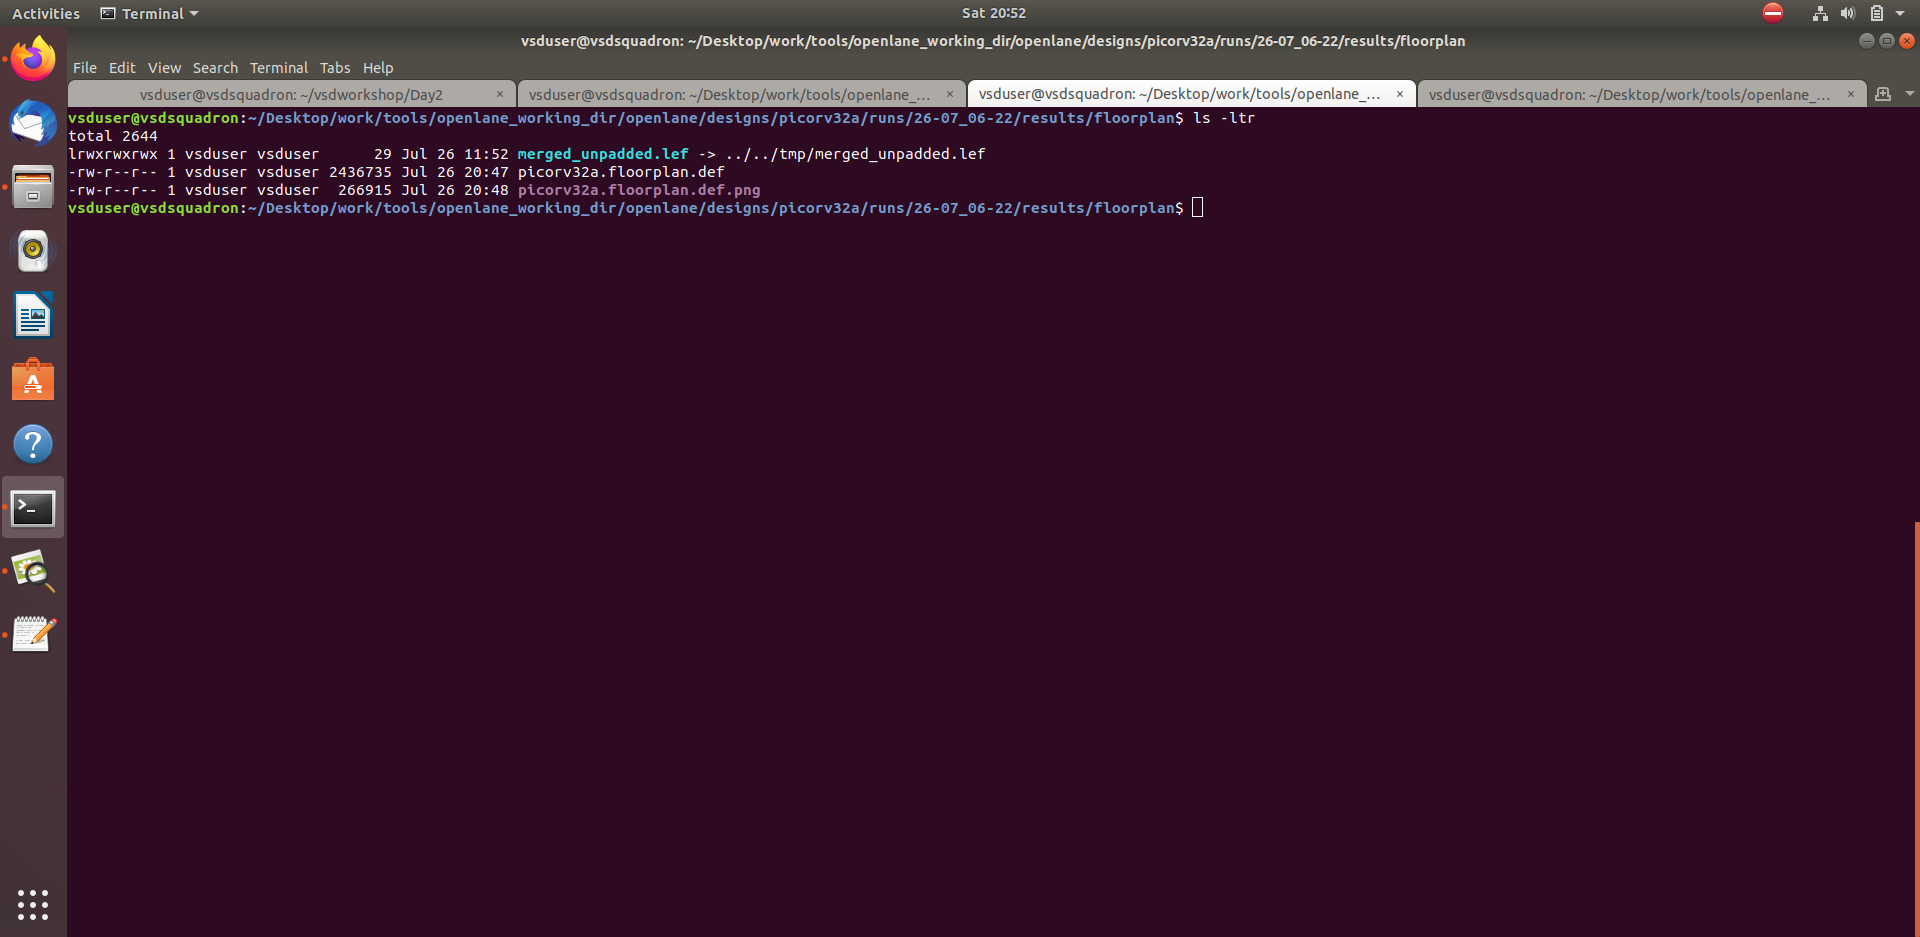 Activities Terminal Sat 20:52
vsduser@vsdsquadron: ~/Desktop/work/tools/openlane_working_dir/openlane/designs/picorv32a/runs/26-07_06-22/results/floorplan
File Edit View Search Terminal Tabs Help
vsduser@vsdsquadron: ~/vsdworkshop/Day2 × vsduser@vsdsquadron: ~/Desktop/work/tools/openlane_... × vsduser@vsdsquadron: ~/Desktop/work/tools/openlane_... × vsduser@vsdsquadron: ~/Desktop/work/tools/openlane_... ×
vsduser@vsdsquadron:~/Desktop/work/tools/openlane_working_dir/openlane/designs/picorv32a/runs/26-07_06-22/results/floorplan$ ls -ltr
total 2644
lrwxrwxrwx 1 vsduser vsduser      29 Jul 26 11:52 merged_unpadded.lef -> ../../tmp/merged_unpadded.lef
-rw-r--r-- 1 vsduser vsduser 2436735 Jul 26 20:47 picorv32a.floorplan.def
-rw-r--r-- 1 vsduser vsduser  266915 Jul 26 20:48 picorv32a.floorplan.def.png
vsduser@vsdsquadron:~/Desktop/work/tools/openlane_working_dir/openlane/designs/picorv32a/runs/26-07_06-22/results/floorplan$